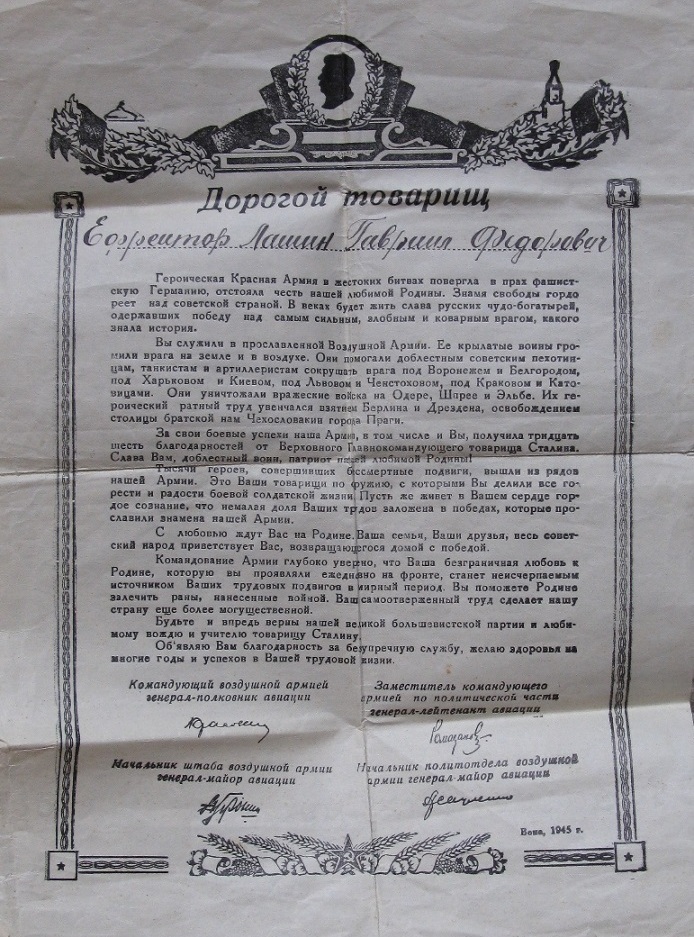 Дорогой товарищ
Ефрейтор Лашин Гавриил Федорович
Героическая Красная Армия в жестоких битвах повергла в прах фашист-
скую Германию, отстояла честь нашей любимой Родины. Знамя свободы гордо
реет над советской страной. В веках будет жить слава русских чудо-богатырей,
одержавших победу над самым сильным, злобным и коварным врагом, какого
знала история.
Вы служили в прославленной Воздушной Армии. Ее крылатые воины гро-
мили врага на земле и в воздухе. Они помогали доблестным советским пехотин-
цам, танкистам и артиллеристам сокрушать врага под Воронежем и Белгородом,
под Харьковом и Киевом, под Львовом и Ченстоховом, под Краковом и Като-
вицами. Они уничтожали вражеские войска на Одере, Шпрее и Эльбе. Их ге-
роический ратный труд увенчался взятием Берлина и Дрездена, освобождением
столицы братской нам Чехословакии города Праги.
За свои боевые успехи наша Армия, в том числе и Вы, получила тридцать
шесть благодарностей от Верховного Главнокомандующего товарища Сталина.
Слава Вам, доблестный воин, патриот нашей любимой Родины!
Тысячи героев, совершивших бессмертные подвиги, вышли из рядов
нашей Армии. Это Ваши товарищи по оружию, с которыми Вы делили все го-
рести и радости боевой солдатской жизни. Пусть же живет в Вашем сердце гор-
дое сознание, что немалая доля Ваших трудов заложена в победах, которые про-
славили знамена нашей Армии.
С любовью ждут Вас на Родине. Ваша семья, Ваши друзья, весь совет-
ский народ приветствует Вас, возвращающегося домой с победой.
Командование Армии глубоко уверено, что Ваша безграничная любовь к
Родине, которую вы проявляли ежедневно на фронте, станет неисчерпаемым
источником Ваших трудовых подвигов в мирный период. Вы поможете Родине
залечить раны, нанесенные войной. Ваш самоотверженный труд сделает нашу
страну еще более могущественной.
Будьте и впредь верны нашей великой большевистской партии и люби-
мому вождю и учителю товарищу Сталину.
Об'являю Вам благодарность за безупречную службу, желаю здоровья на
многие годы и успехов в Вашей трудовой жизни.
Командующий воздушной армией
генерал-полковник авиации
Заместитель командующего
армией по политической части
генерал-лейтенант авиации
Начальник штаба воздушной армии
генерал-майор авиации
Начальник политотдела воздушной
армии генерал-майор авиации
Вена, 1945 г.